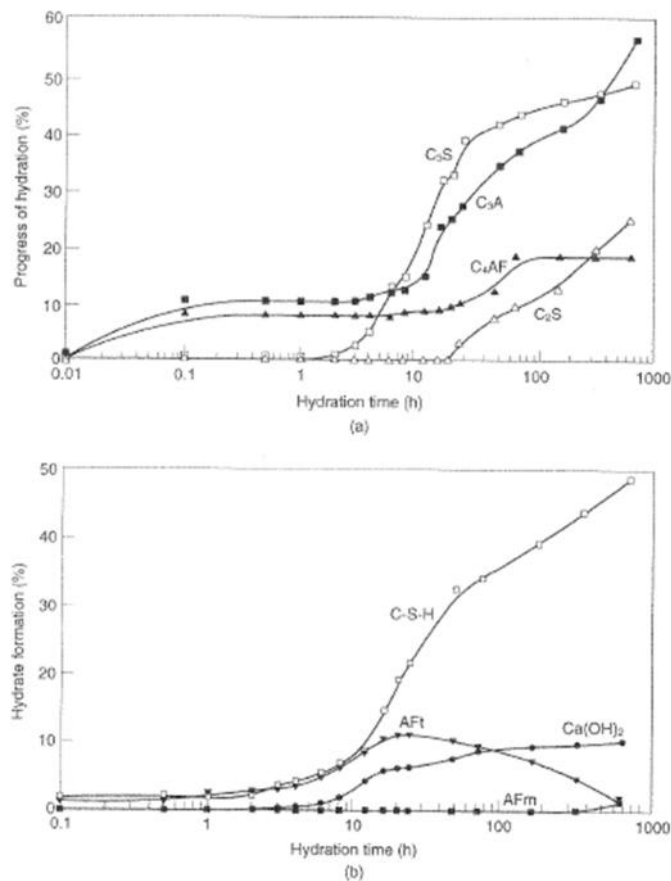 60
50
40
30
20
10
0
Progress of hydration (%)
C₃S
C₃A
C₄AF
C₂S
0.01
0.1
1
10
100
1000
Hydration time (h)
(a)
50
40
30
20
10
0
Hydrate formation (%)
C-S-H
AFt
Ca(OH)₂
AFm
0.1
1
10
100
1000
Hydration time (h)
(b)